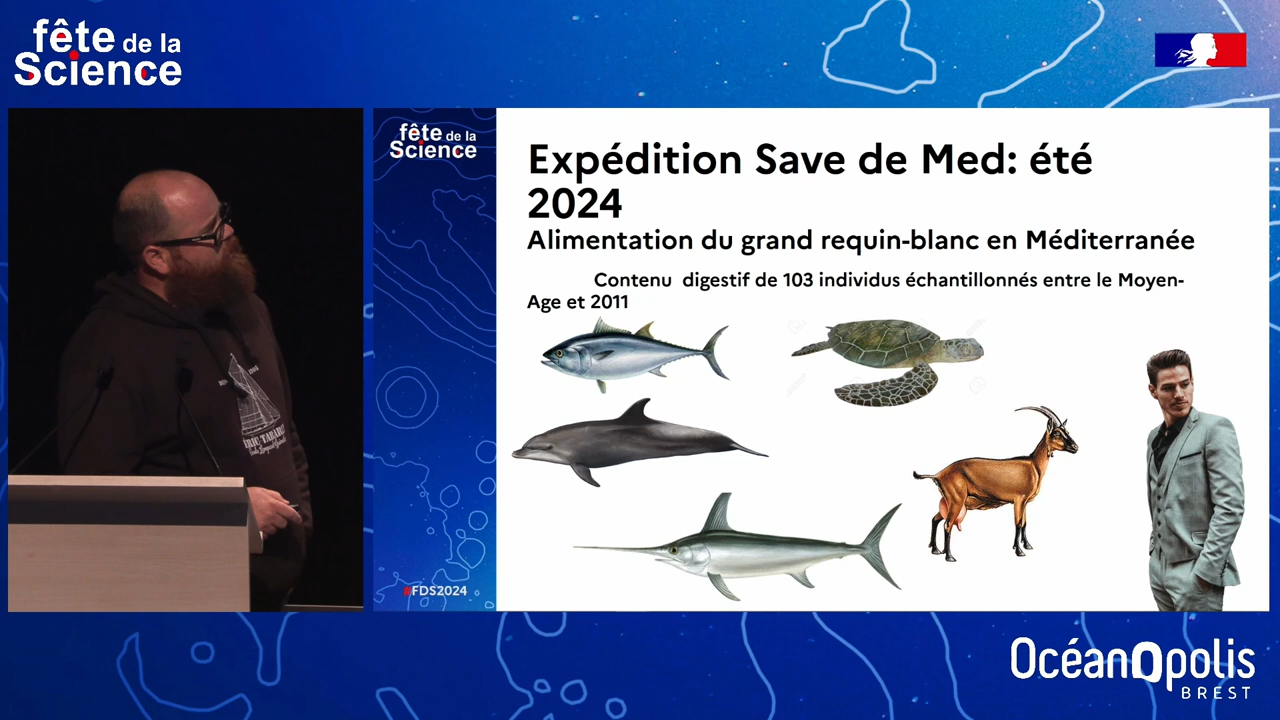 fête de la
Science
fête de la
Science
Expédition Save de Med: été
2024
Alimentation du grand requin-blanc en Méditerranée
Contenu digestif de 103 individus échantillonnés entre le Moyen-
Age et 2011
#FDS2024
OcéanOpolis
BREST